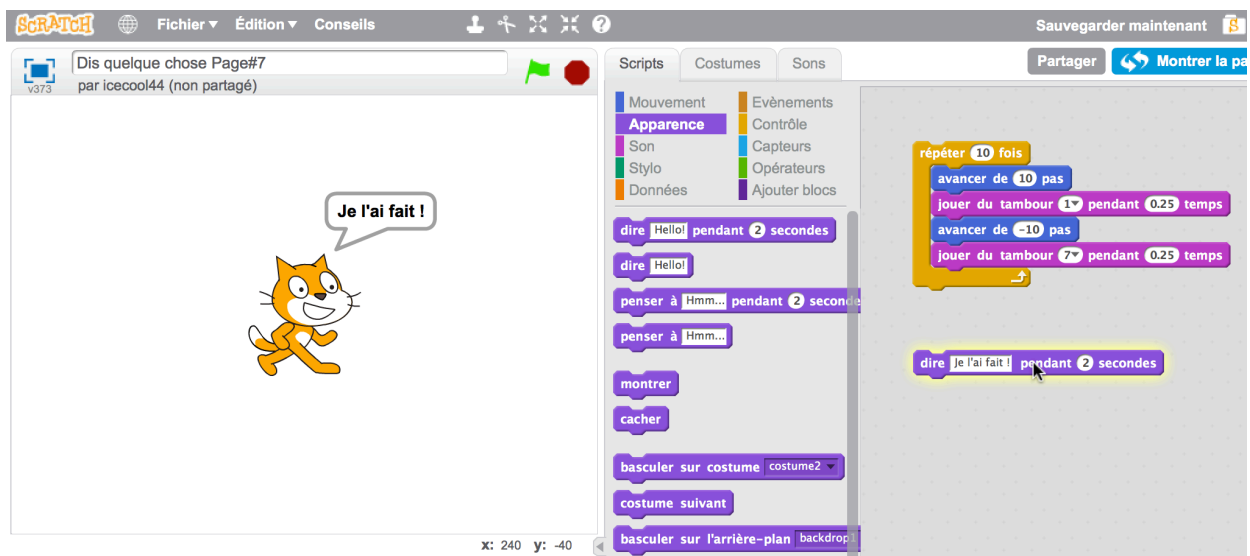 SCRATCH Fichier Édition Conseils Sauvegarder maintenant S
Dis quelque chose Page#7
par icecool44 (non partagé)
v373
Scripts Costumes Sons
Partager Montrer la pa
Mouvement Evènements
Apparence Contrôle
Son Capteurs
Stylo Opérateurs
Données Ajouter blocs
Je l'ai fait !
dire Hello! pendant 2 secondes
dire Hello!
penser à Hmm... pendant 2 seconde
penser à Hmm...
montrer
cacher
basculer sur costume costume2
costume suivant
basculer sur l'arrière-plan backdrop1
répéter 10 fois
avancer de 10 pas
jouer du tambour 1 pendant 0.25 temps
avancer de -10 pas
jouer du tambour 7 pendant 0.25 temps
dire Je l'ai fait ! pendant 2 secondes
x: 240 y: -40